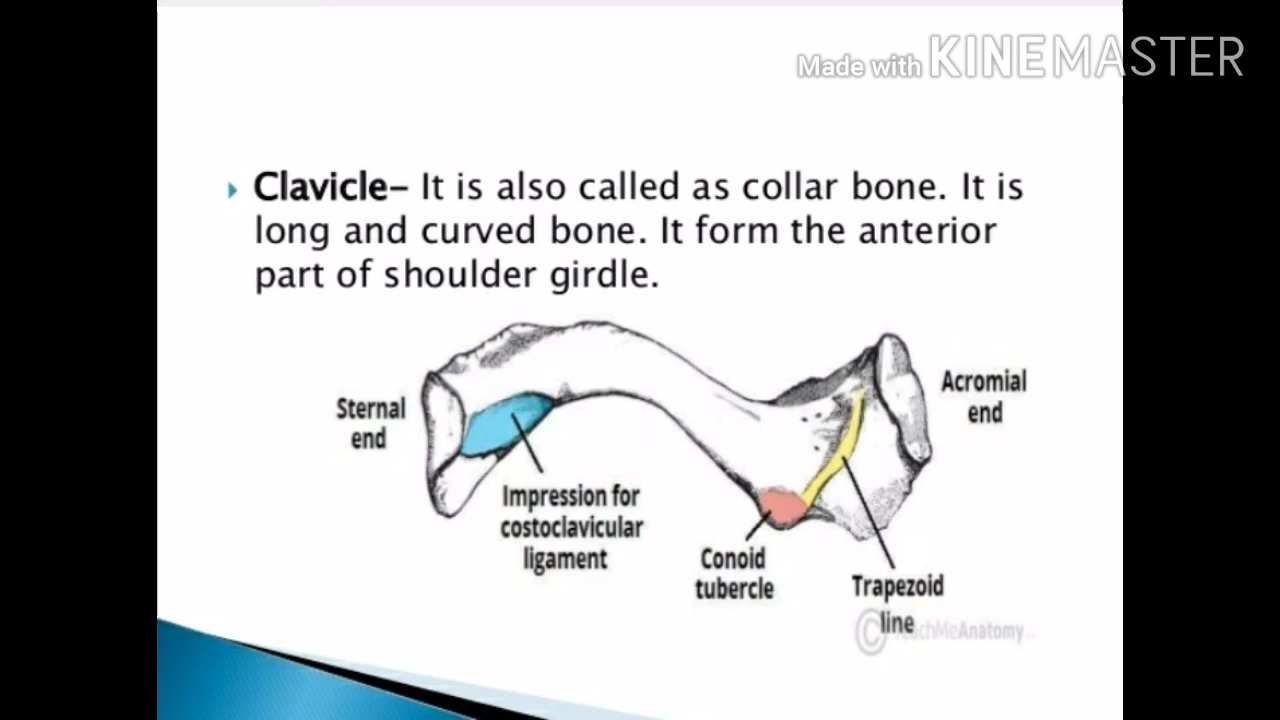 Made with KINEMASTER
Clavicle- It is also called as collar bone. It is
long and curved bone. It form the anterior
part of shoulder girdle.
Sternal
end
Acromial
end
Impression for
costoclavicular
ligament
Conoid
tubercle
Trapezoid
line
©
MeAnatomy